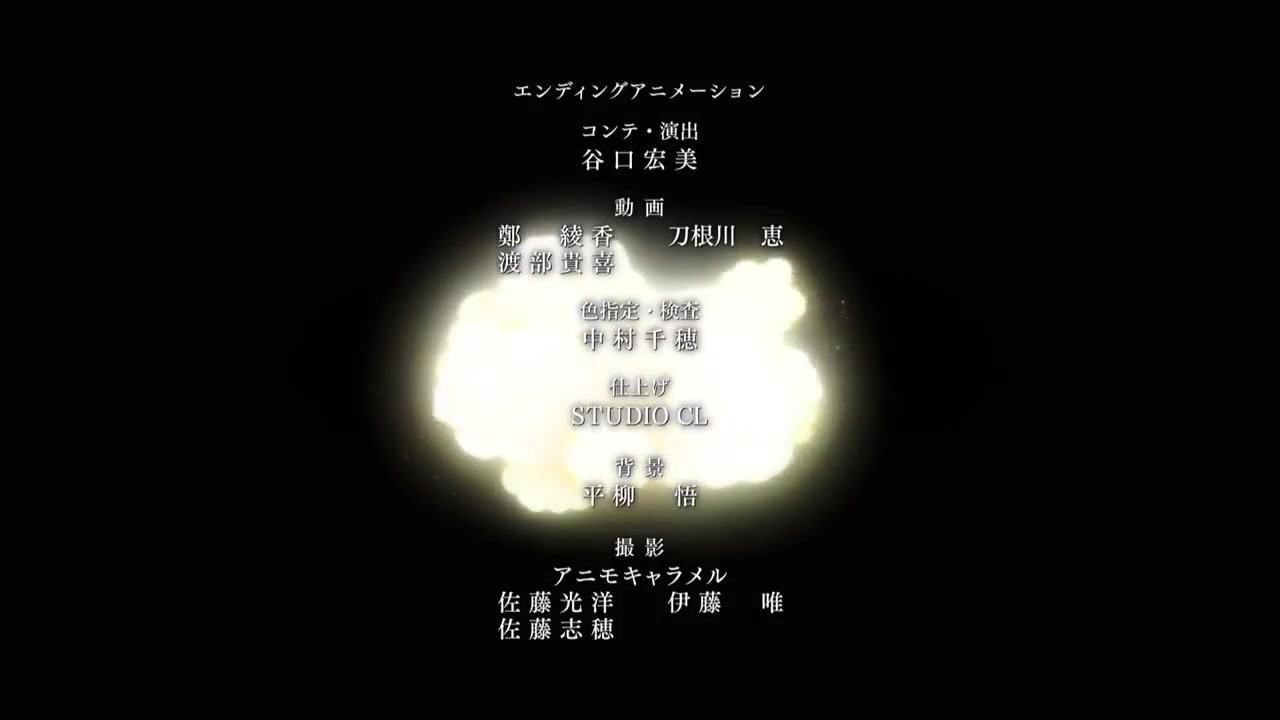 エンディングアニメーション
コンテ・演出
谷口宏美
動画
鄭 綾香 刀根川 恵
渡部貴喜
色指定・検査
中村千穂
仕上げ
STUDIO CL
背景
平柳 悟
撮影
アニモキャラメル
佐藤光洋 伊藤 唯
佐藤志穂